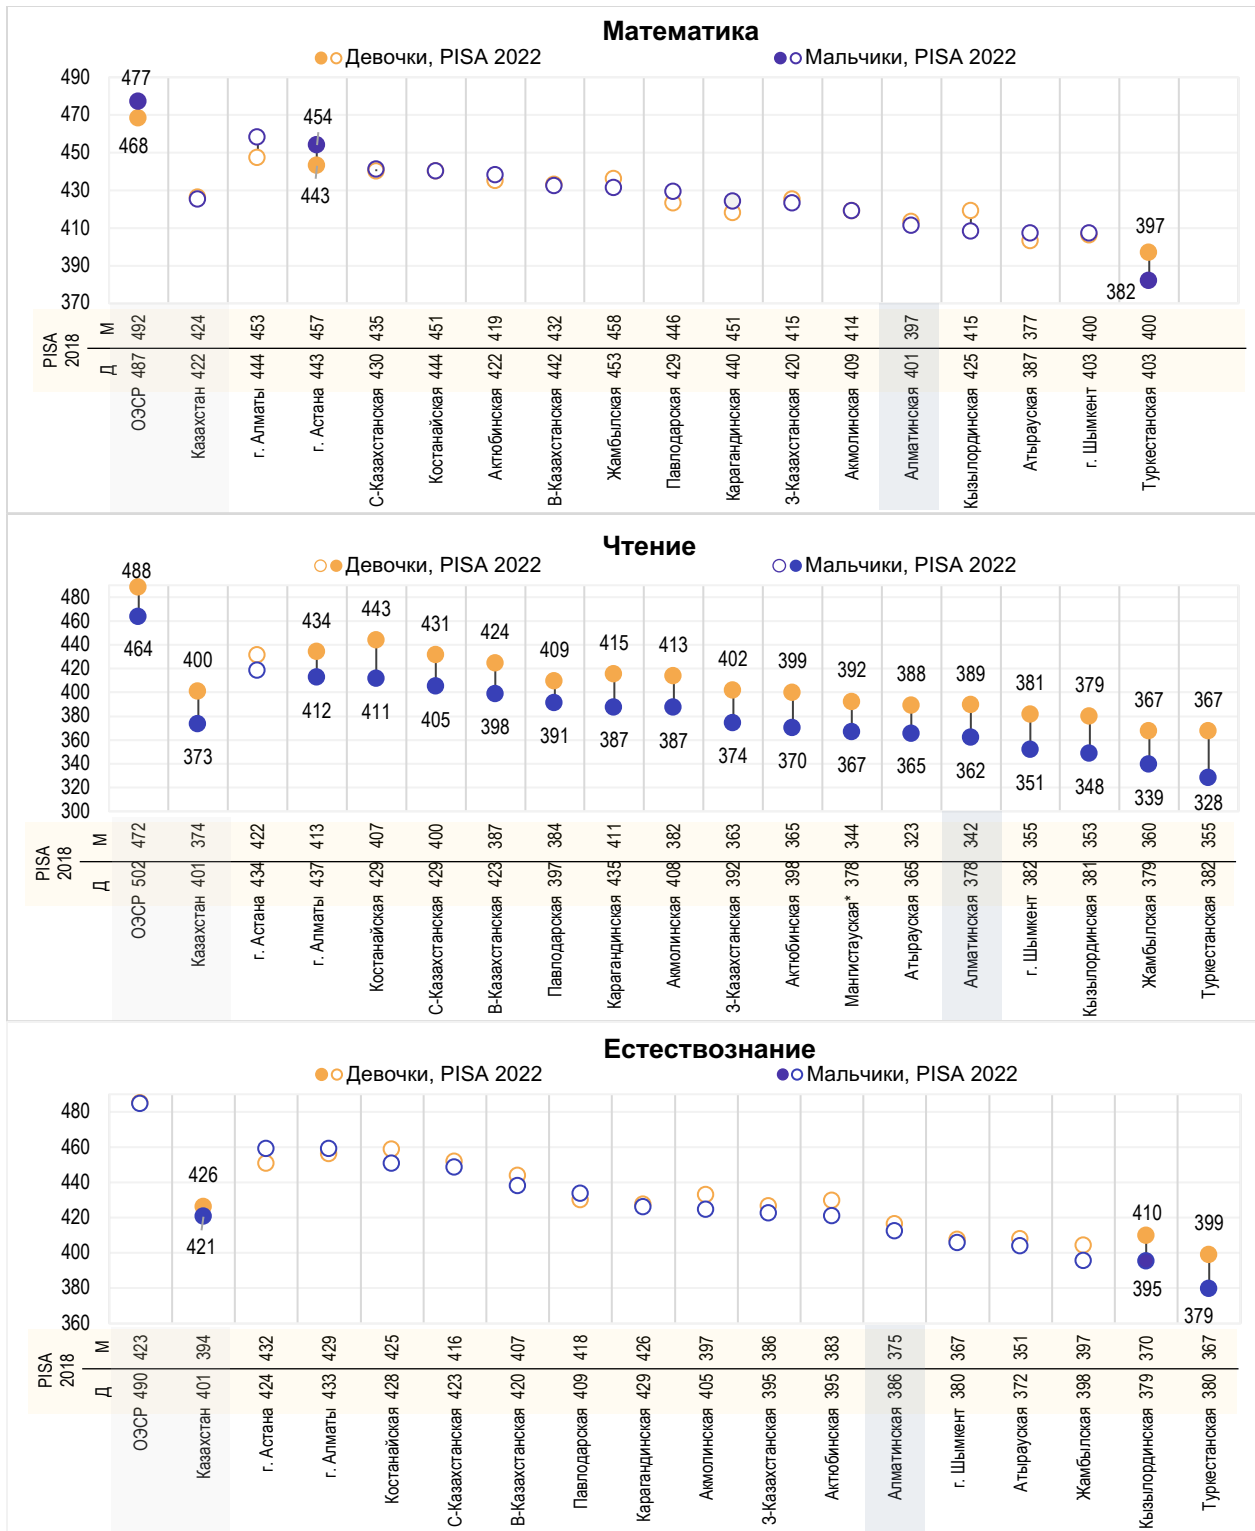 Математика
Девочки, PISA 2022
Мальчики, PISA 2022
490
470
450
430
410
390
370
477
468
454
443
397
382
PISA 2018
М 492 424 453 457 435 451 419 432 458 446 451 415 414 397 415 377 400 400
Д 487 422 444 443 430 444 422 442 453 429 440 420 409 401 425 387 403 403
ОЭСР
Казахстан
г. Алматы
г. Астана
С-Казахстанская
Костанайская
Актюбинская
В-Казахстанская
Жамбылская
Павлодарская
Карагандинская
З-Казахстанская
Акмолинская
Алматинская
Кызылординская
Атырауская
г. Шымкент
Туркестанская
Чтение
Девочки, PISA 2022
Мальчики, PISA 2022
480
460
440
420
400
380
360
340
320
300
488 400 434 443 431 424 409 415 413 402 399 392 388 389 381 379 367 367
464 373 412 411 405 398 391 387 387 374 370 367 365 362 351 348 339 328
PISA 2018
М 472 374 422 413 407 400 387 384 411 382 363 365 344 323 342 355 353 360 355
Д 502 401 434 437 429 429 423 397 435 408 392 398 378 365 378 382 381 379 382
ОЭСР
Казахстан
г. Астана
г. Алматы
Костанайская
С-Казахстанская
В-Казахстанская
Павлодарская
Карагандинская
Акмолинская
З-Казахстанская
Актюбинская
Мангистауская*
Атырауская
Алматинская
г. Шымкент
Кызылординская
Жамбылская
Туркестанская
Естествознание
Девочки, PISA 2022
Мальчики, PISA 2022
480
460
440
420
400
380
360
426
421
410
395
399
379
PISA 2018
М 423 394 432 429 425 416 407 418 426 397 386 383 375 367 351 397 370 367
Д 490 401 424 433 428 423 420 409 429 405 395 395 386 380 372 398 379 380
ОЭСР
Казахстан
г. Астана
г. Алматы
Костанайская
С-Казахстанская
В-Казахстанская
Павлодарская
Карагандинская
Акмолинская
З-Казахстанская
Актюбинская
Алматинская
г. Шымкент
Атырауская
Жамбылская
Кызылординская
Туркестанская